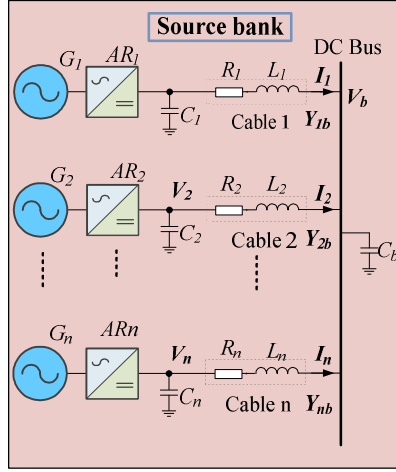 Source bank
DC Bus
G1 AR1 R1 L1 I1
C1 Cable 1 Y1b Vb
G2 AR2 V2 R2 L2 I2
C2 Cable 2 Y2b
Cb
Gn ARn Vn Rn Ln In
Cn Cable n Ynb